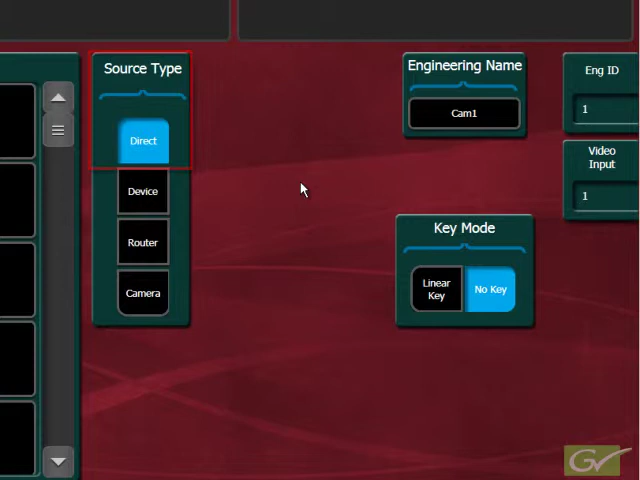 Source Type
Direct
Device
Router
Camera
Engineering Name
Cam1
Key Mode
Linear
Key
No Key
Eng ID
1
Video
Input
1
GV